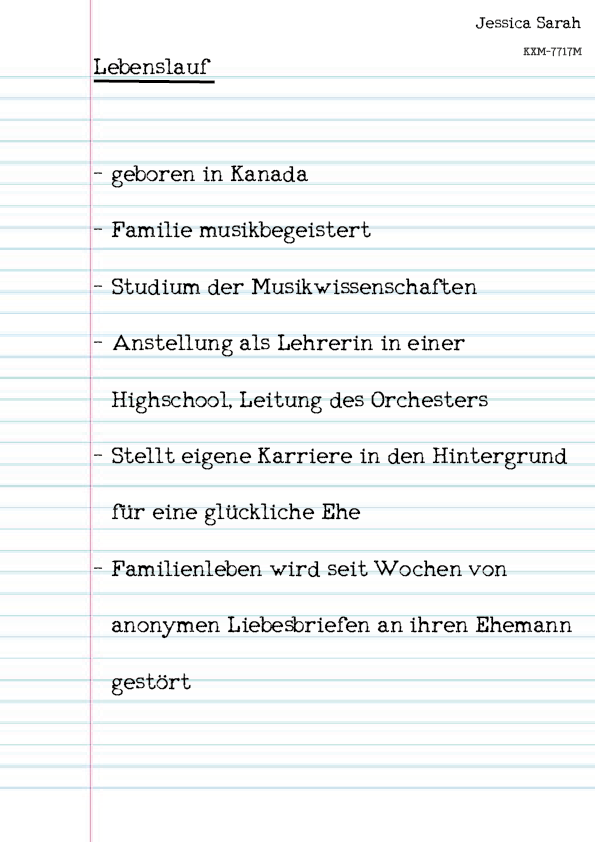 Jessica Sarah
KXM-7717M
Lebenslauf
- geboren in Kanada
- Familie musikbegeistert
- Studium der Musikwissenschaften
- Anstellung als Lehrerin in einer
Highschool, Leitung des Orchesters
- Stellt eigene Karriere in den Hintergrund
für eine glückliche Ehe
- Familienleben wird seit Wochen von
anonymen Liebesbriefen an ihren Ehemann
gestört